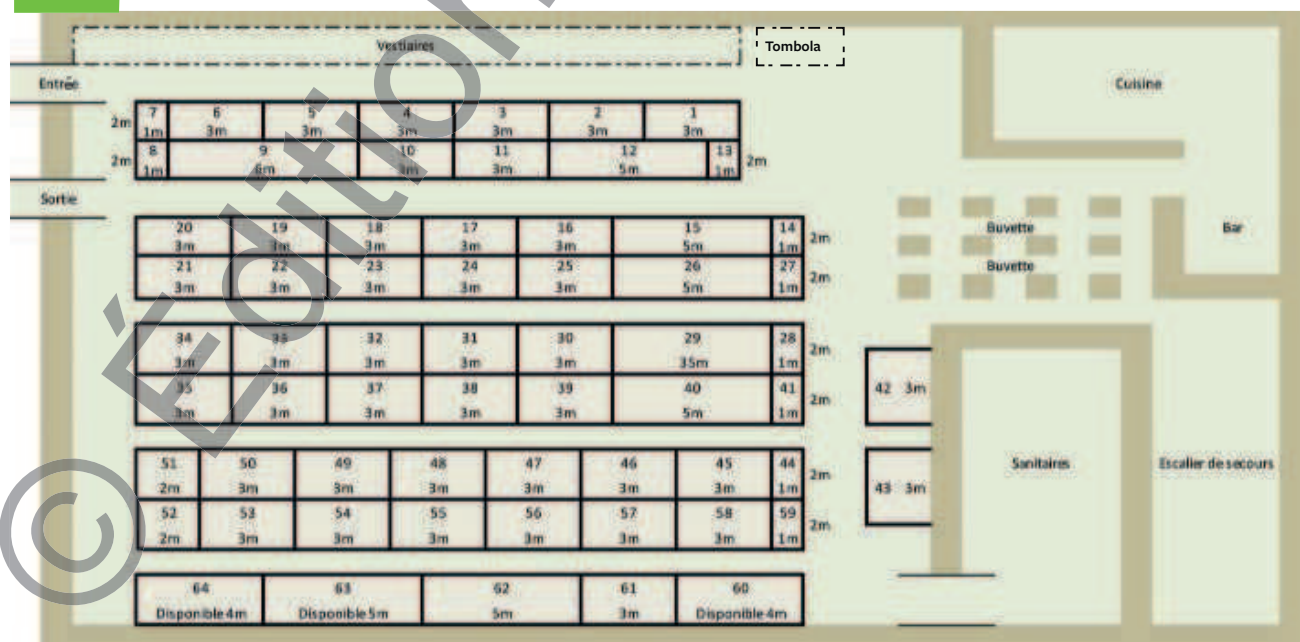 Vestiaires
Tombola
Entrée
Cuisine
2m
7 6 5 4 3 2 1
1m 3m 3m 3m 3m 3m 3m
2m
8 9 10 11 12 13
1m 6m 3m 3m 5m 1m
2m
Sortie
20 19 18 17 16 15 14
3m 3m 3m 3m 3m 5m 1m
2m
Buvette
Bar
21 22 23 24 25 26 27
3m 3m 3m 3m 3m 5m 1m
2m
Buvette
34 33 32 31 30 29 28
3m 3m 3m 3m 3m 35m 1m
2m
35 36 37 38 39 40 41
3m 3m 3m 3m 3m 5m 1m
2m
42 3m
51 50 49 48 47 46 45 44
2m 3m 3m 3m 3m 3m 3m 1m
2m
52 53 54 55 56 57 58 59
2m 3m 3m 3m 3m 3m 3m 1m
2m
43 3m
Sanitaires
Escalier de secours
64 63 62 61 60
Disponible 4m Disponible 5m 5m 3m Disponible 4m
© Édition